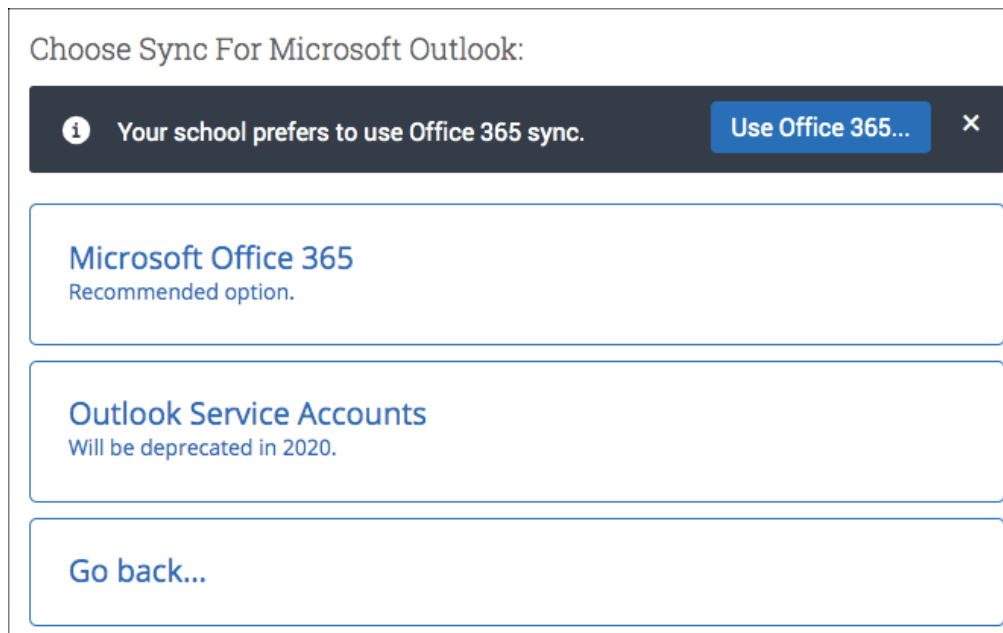 Choose Sync For Microsoft Outlook:
Your school prefers to use Office 365 sync.
Use Office 365...
Microsoft Office 365
Recommended option.
Outlook Service Accounts
Will be deprecated in 2020.
Go back...